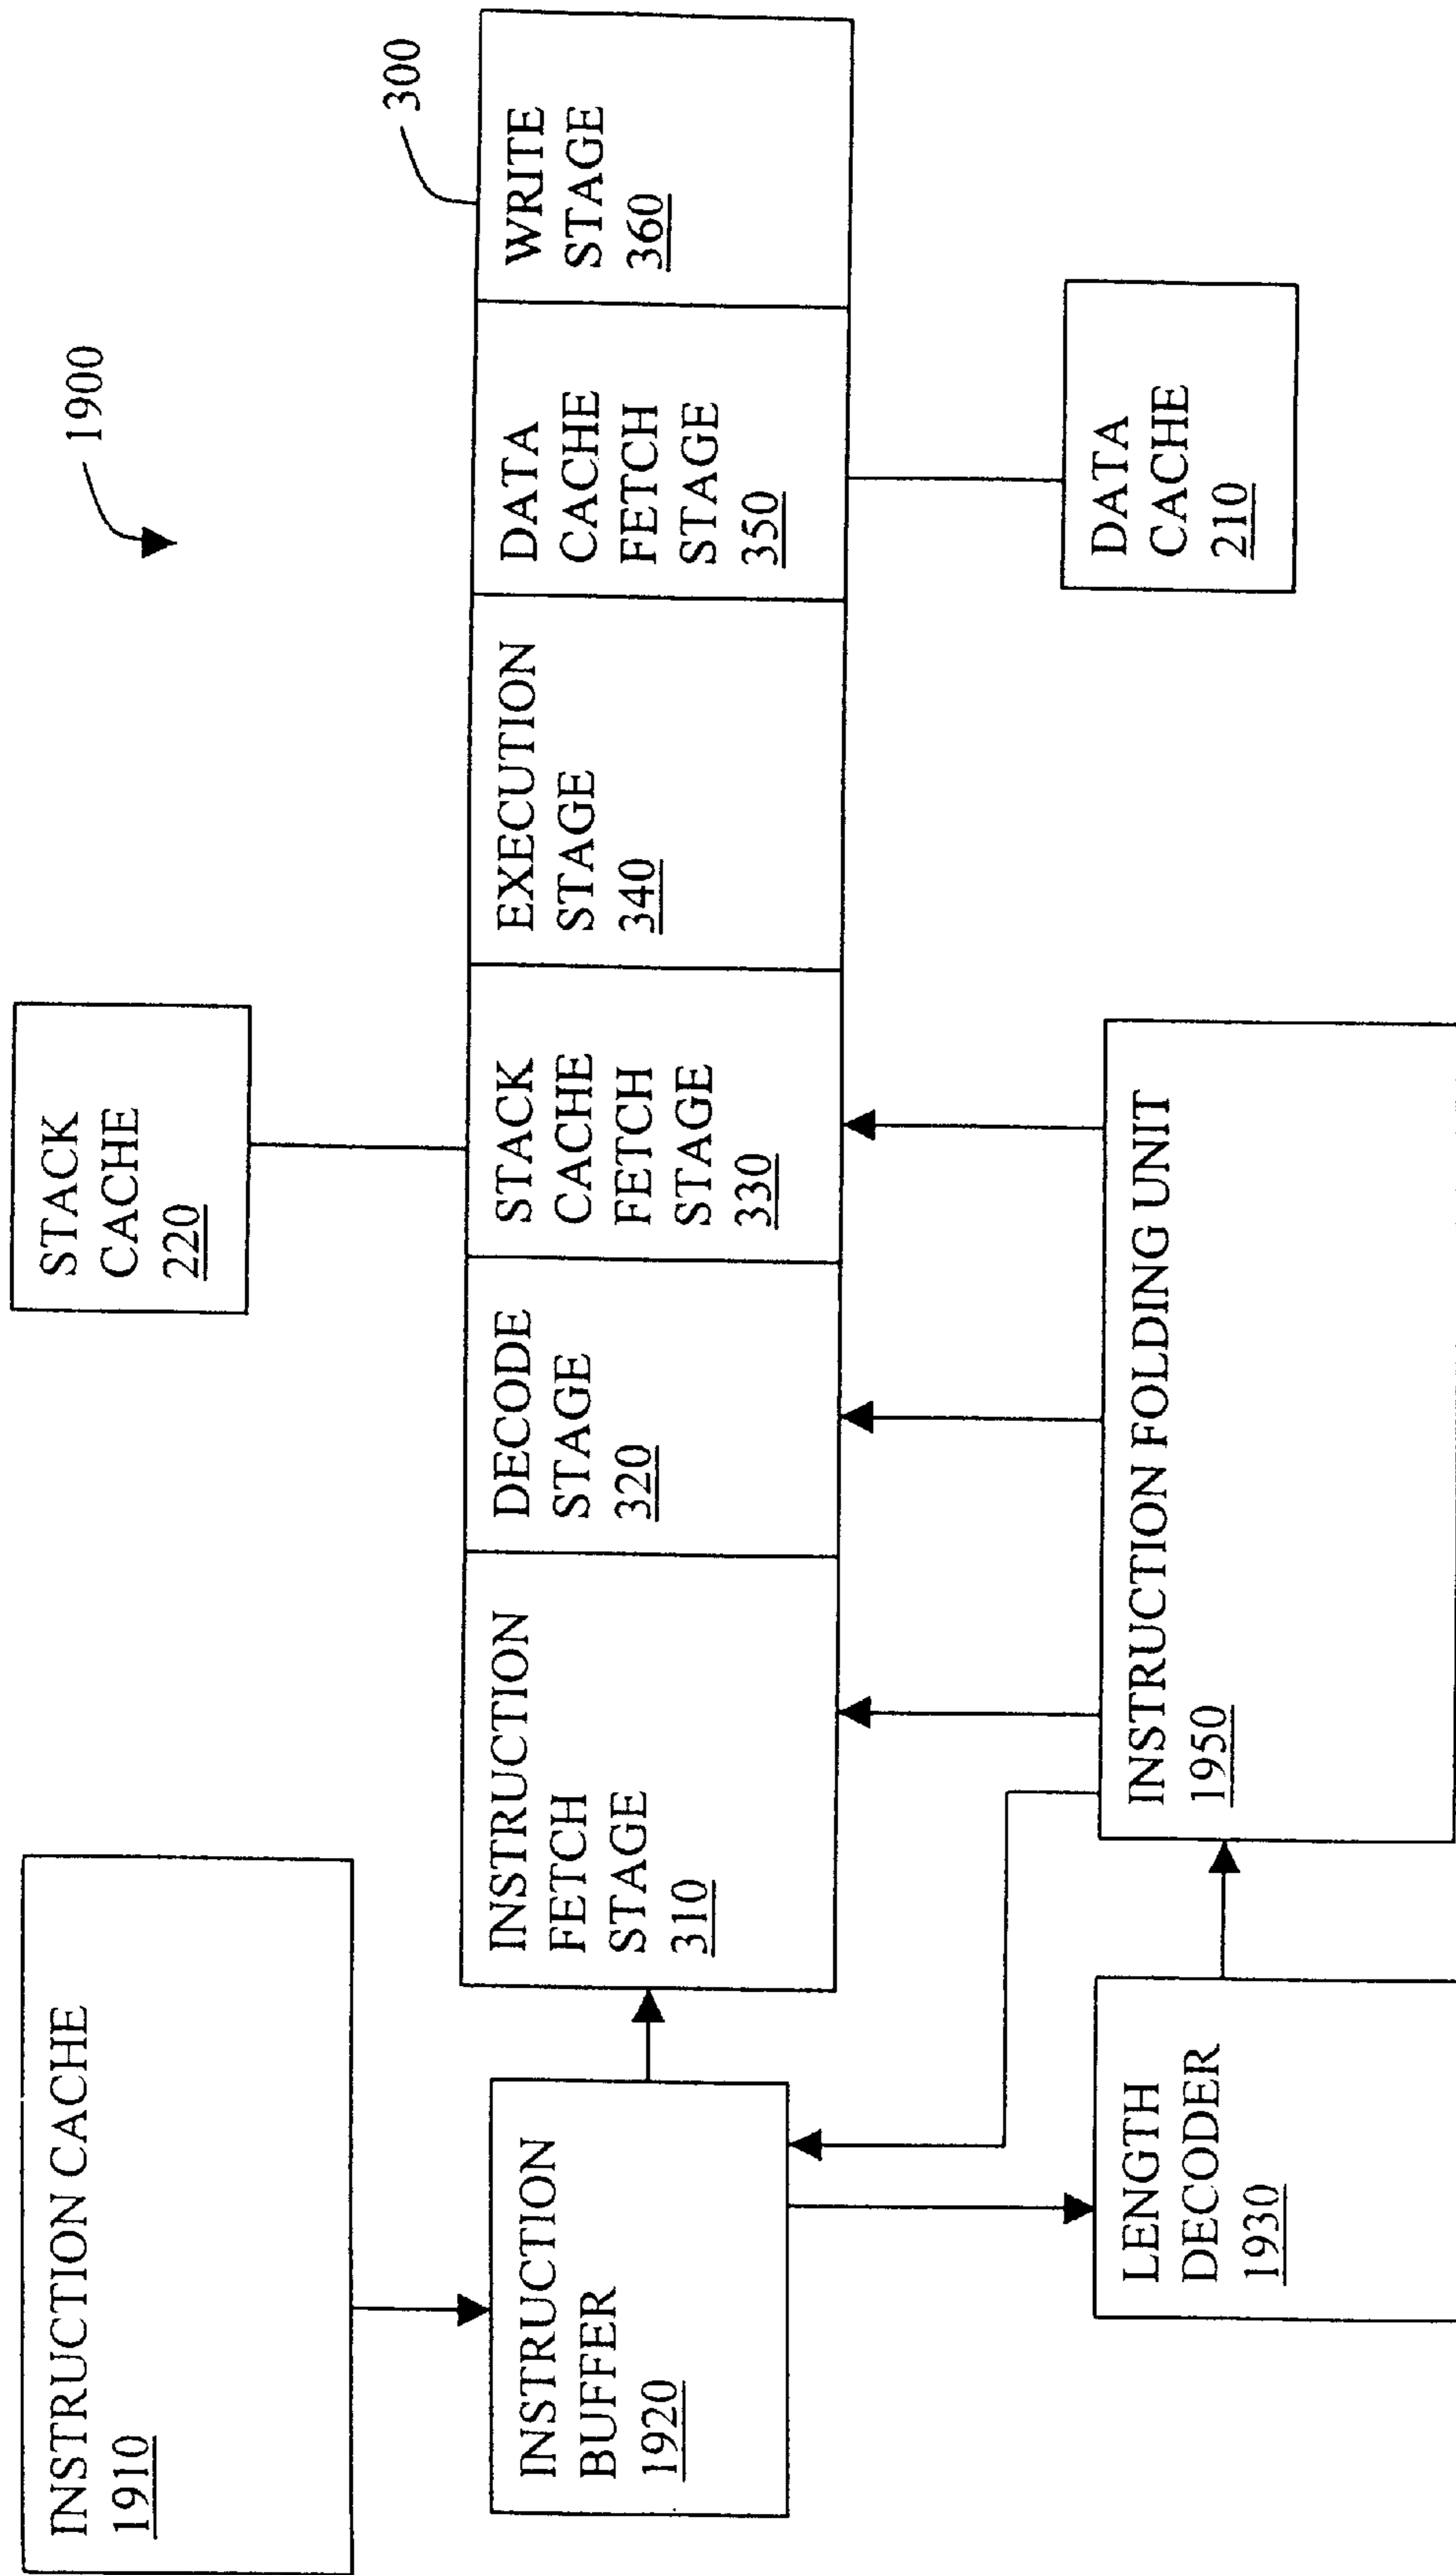 1900
INSTRUCTION CACHE
1910
STACK
CACHE
220
300
INSTRUCTION
FETCH
STAGE
310
DECODE
STAGE
320
STACK
CACHE
FETCH
STAGE
330
EXECUTION
STAGE
340
DATA
CACHE
FETCH
STAGE
350
WRITE
STAGE
360
INSTRUCTION
BUFFER
1920
LENGTH
DECODER
1930
INSTRUCTION FOLDING UNIT
1950
DATA
CACHE
210